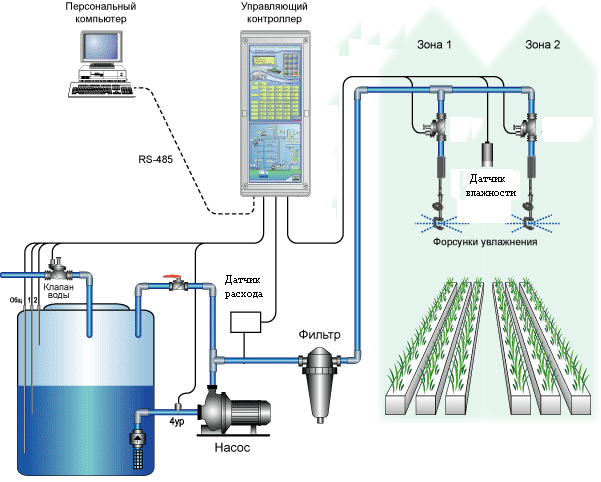 Персональный
компьютер
Управляющий
контроллер
Зона 1
Зона 2
RS-485
Датчик
влажности
Форсунки увлажнения
Клапан
воды
Общ
1
2
Датчик
расхода
Фильтр
4ур
Насос